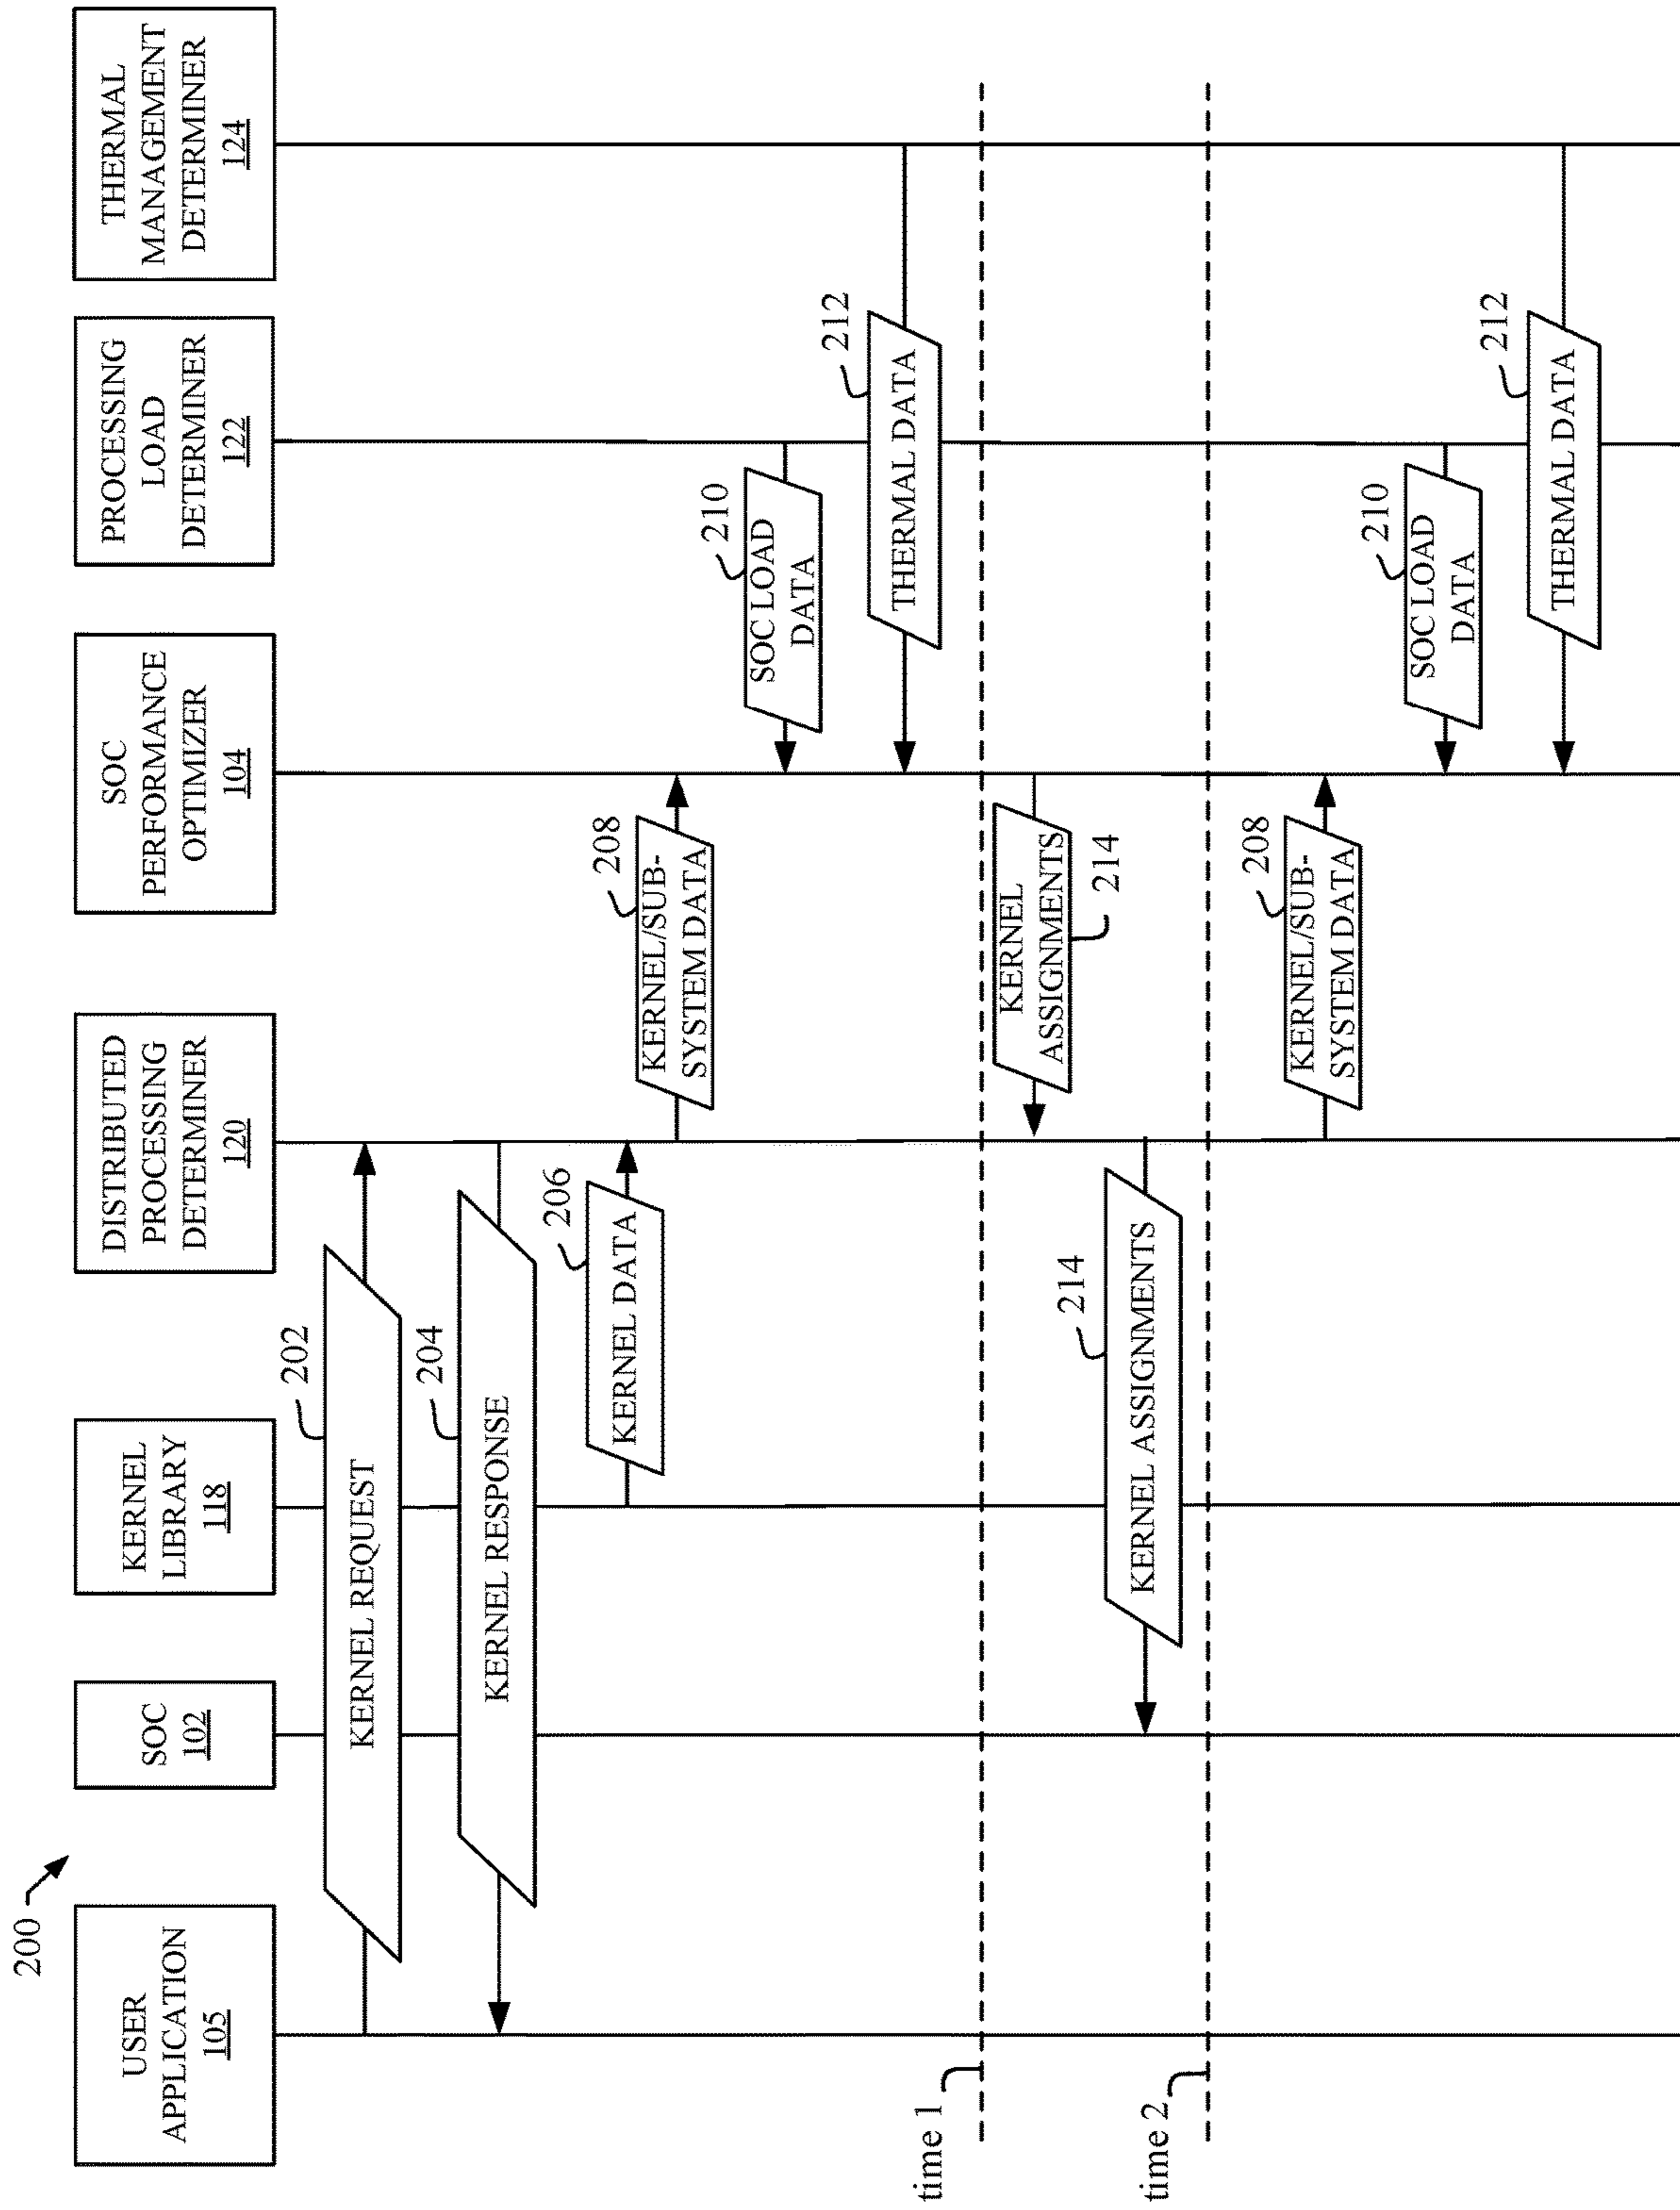 200
USER
APPLICATION
105
SOC
102
KERNEL
LIBRARY
118
DISTRIBUTED
PROCESSING
DETERMINER
120
SOC
PERFORMANCE
OPTIMIZER
104
PROCESSING
LOAD
DETERMINER
122
THERMAL
MANAGEMENT
DETERMINER
124
202
KERNEL REQUEST
204
KERNEL RESPONSE
206
KERNEL DATA
208
KERNEL/SUB-
SYSTEM DATA
210
SOC LOAD
DATA
212
THERMAL DATA
time 1
KERNEL
ASSIGNMENTS
214
214
KERNEL ASSIGNMENTS
time 2
208
KERNEL/SUB-
SYSTEM DATA
210
SOC LOAD
DATA
212
THERMAL DATA